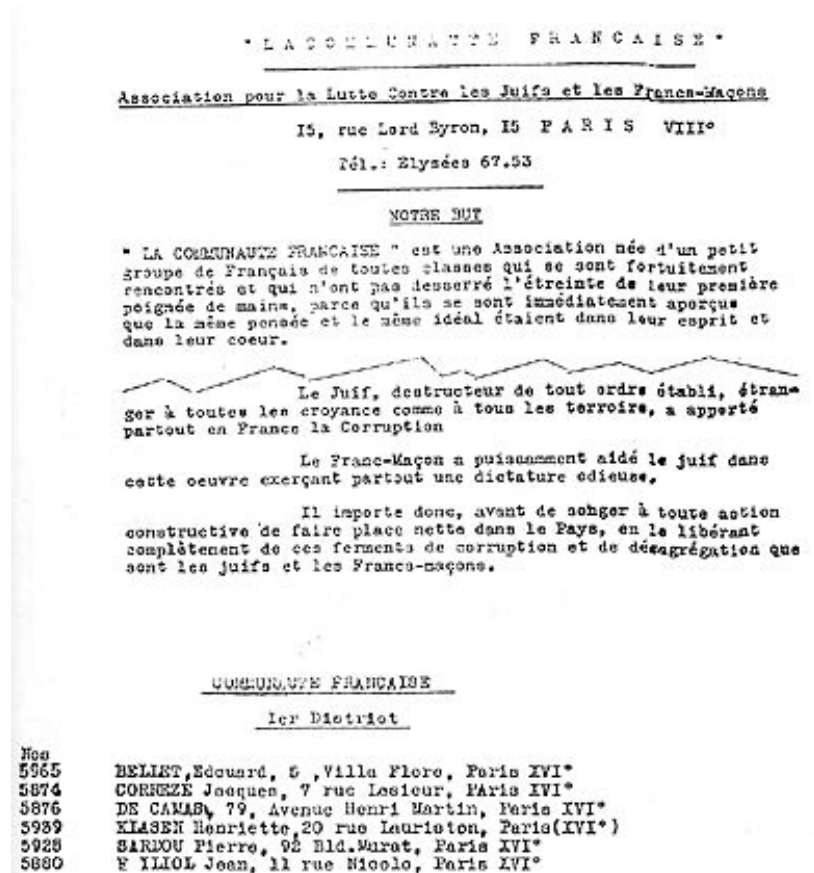 " L A C O M M U N A U T E F R A N C A I S E "
Association pour la Lutte Contre les Juifs et les Francs-Maçons
I5, rue Lord Byron, I5 P A R I S VIII°
Tél.: Elysées 67.53
NOTRE BUT
" LA COMMUNAUTE FRANCAISE " est une Association née d'un petit
groupe de Français de toutes classes qui se sont fortuitement
rencontrés et qui n'ont pas desserré l'étreinte de leur première
poignée de mains, parce qu'ils se sont immédiatement aperçus
que la même pensée et le même idéal étaient dans leur esprit et
dans leur coeur.
Le Juif, destructeur de tout ordre établi, étran-
ger à toutes les croyance comme à tous les terroirs, a apporté
partout en France la Corruption
Le Franc-Maçon a puissamment aidé le juif dans
cette oeuvre exerçant partout une dictature odieuse.
Il importe donc, avant de songer à toute action
constructive de faire place nette dans le Pays, en le libérant
complètement de ces ferments de corruption et de désagrégation que
sont les juifs et les Francs-maçons.
COMMUNAUTE FRANCAISE
Ier District
Nos
5965 BELLET, Edouard, 5 ,Villa Flore, Paris XVI°
5874 CORNEZE Jacques, 7 rue Lesieur, PAris XVI°
5876 DE CAMAS, 79, Avenue Henri Martin, Paris XVI°
5939 KLASEN Henriette, 20 rue Lauriston, Paris(XVI°)
5928 SARDOU Pierre, 92 Bld.Murat, Paris XVI°
5880 F ILIOL Jean, 11 rue Nicolo, Paris XVI°